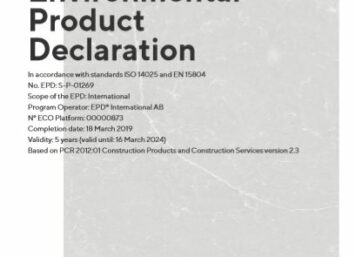 Environmental
Product
Declaration
In accordance with standards ISO 14025 and EN 15804
No. EPD: S-P-01269
Scope of the EPD: International
Program Operator: EPD® International AB
Nº ECO Platform: 00000873
Completion date: 18 March 2019
Validity: 5 years (valid until: 16 March 2024)
Based on PCR 2012:01 Construction Products and Construction Services version 2.3